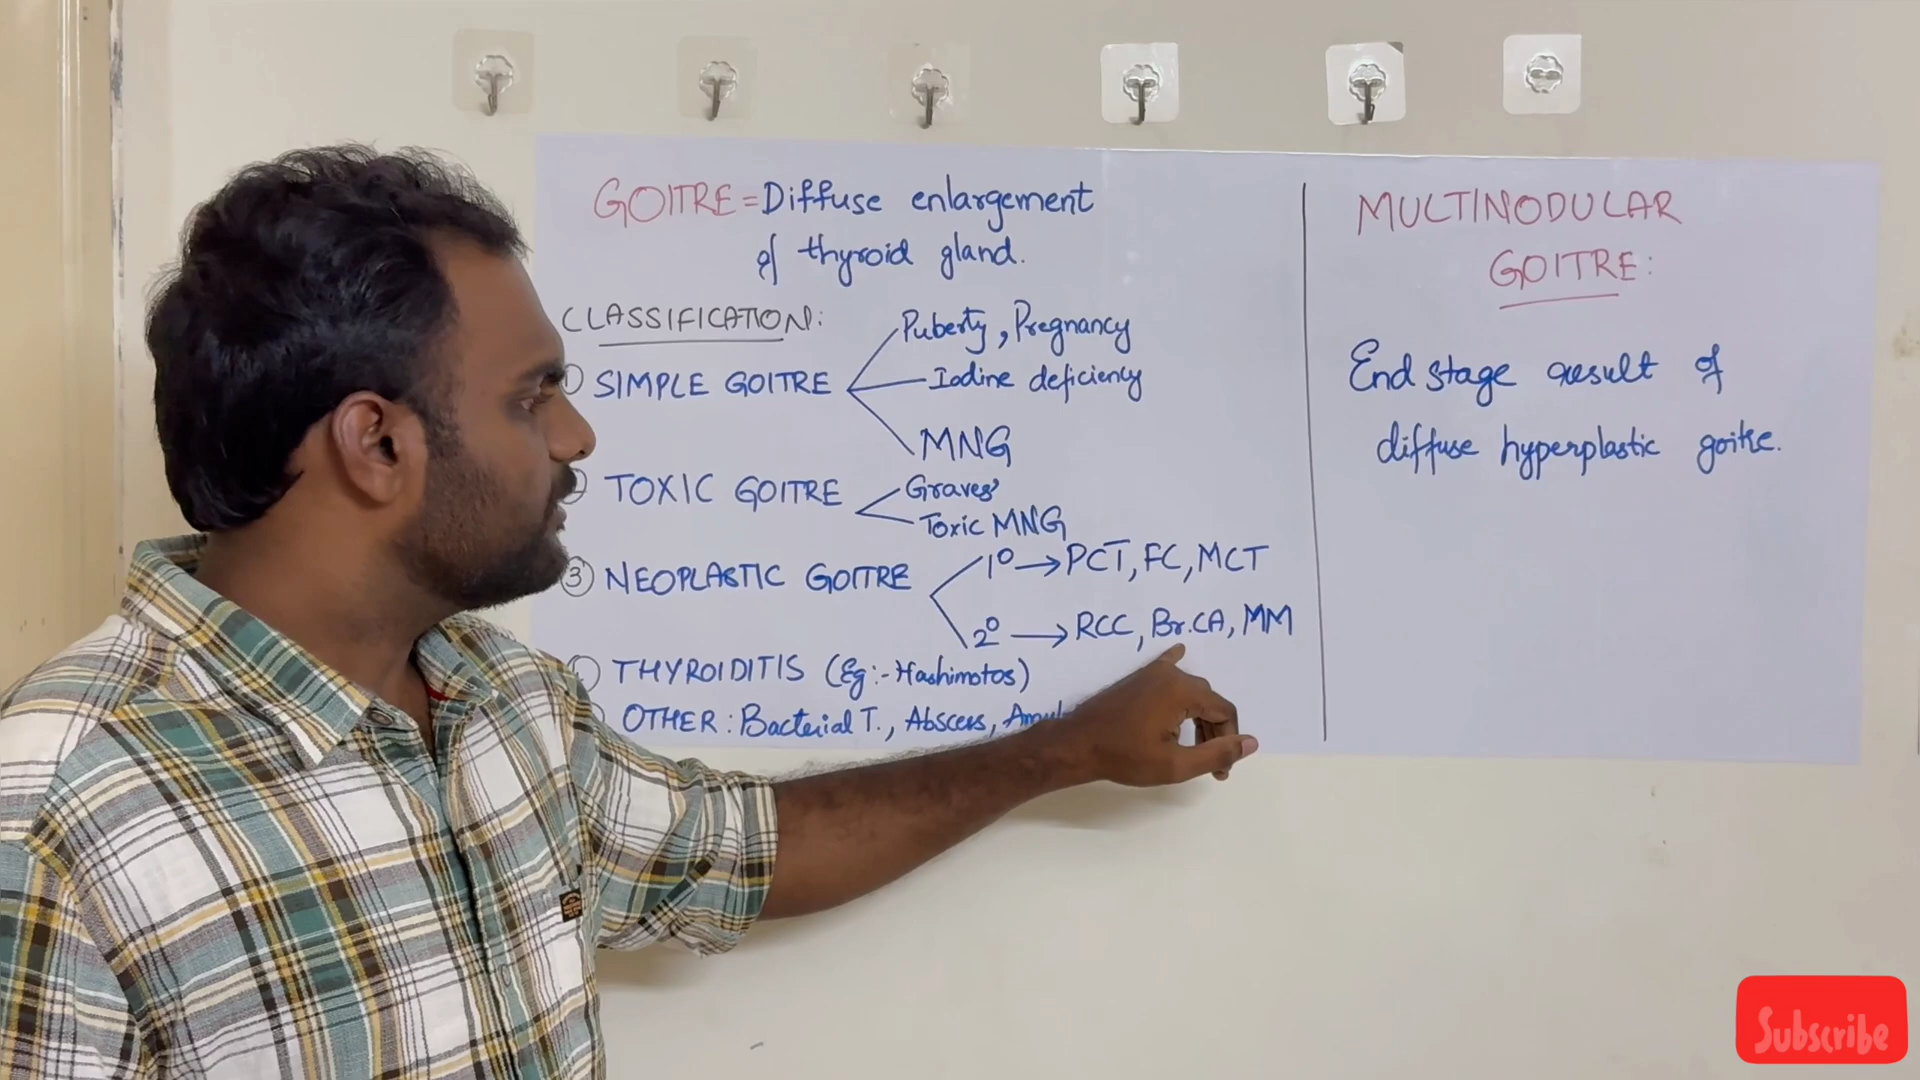 GOITRE = Diffuse enlargement
of thyroid gland.
CLASSIFICATION:
1) SIMPLE GOITRE
Puberty, Pregnancy
Iodine deficiency
MNG
2 TOXIC GOITRE
Graves'
Toxic MNG
3 NEOPLASTIC GOITRE
1° → PCT, FC, MCT
2° → RCC, Br.CA, MM
THYROIDITIS (Eg:- Hashimotos)
OTHER: Bacterial T., Abscess,
MULTINODULAR
GOITRE:
End stage result of
diffuse hyperplastic goitre.
Subscribe